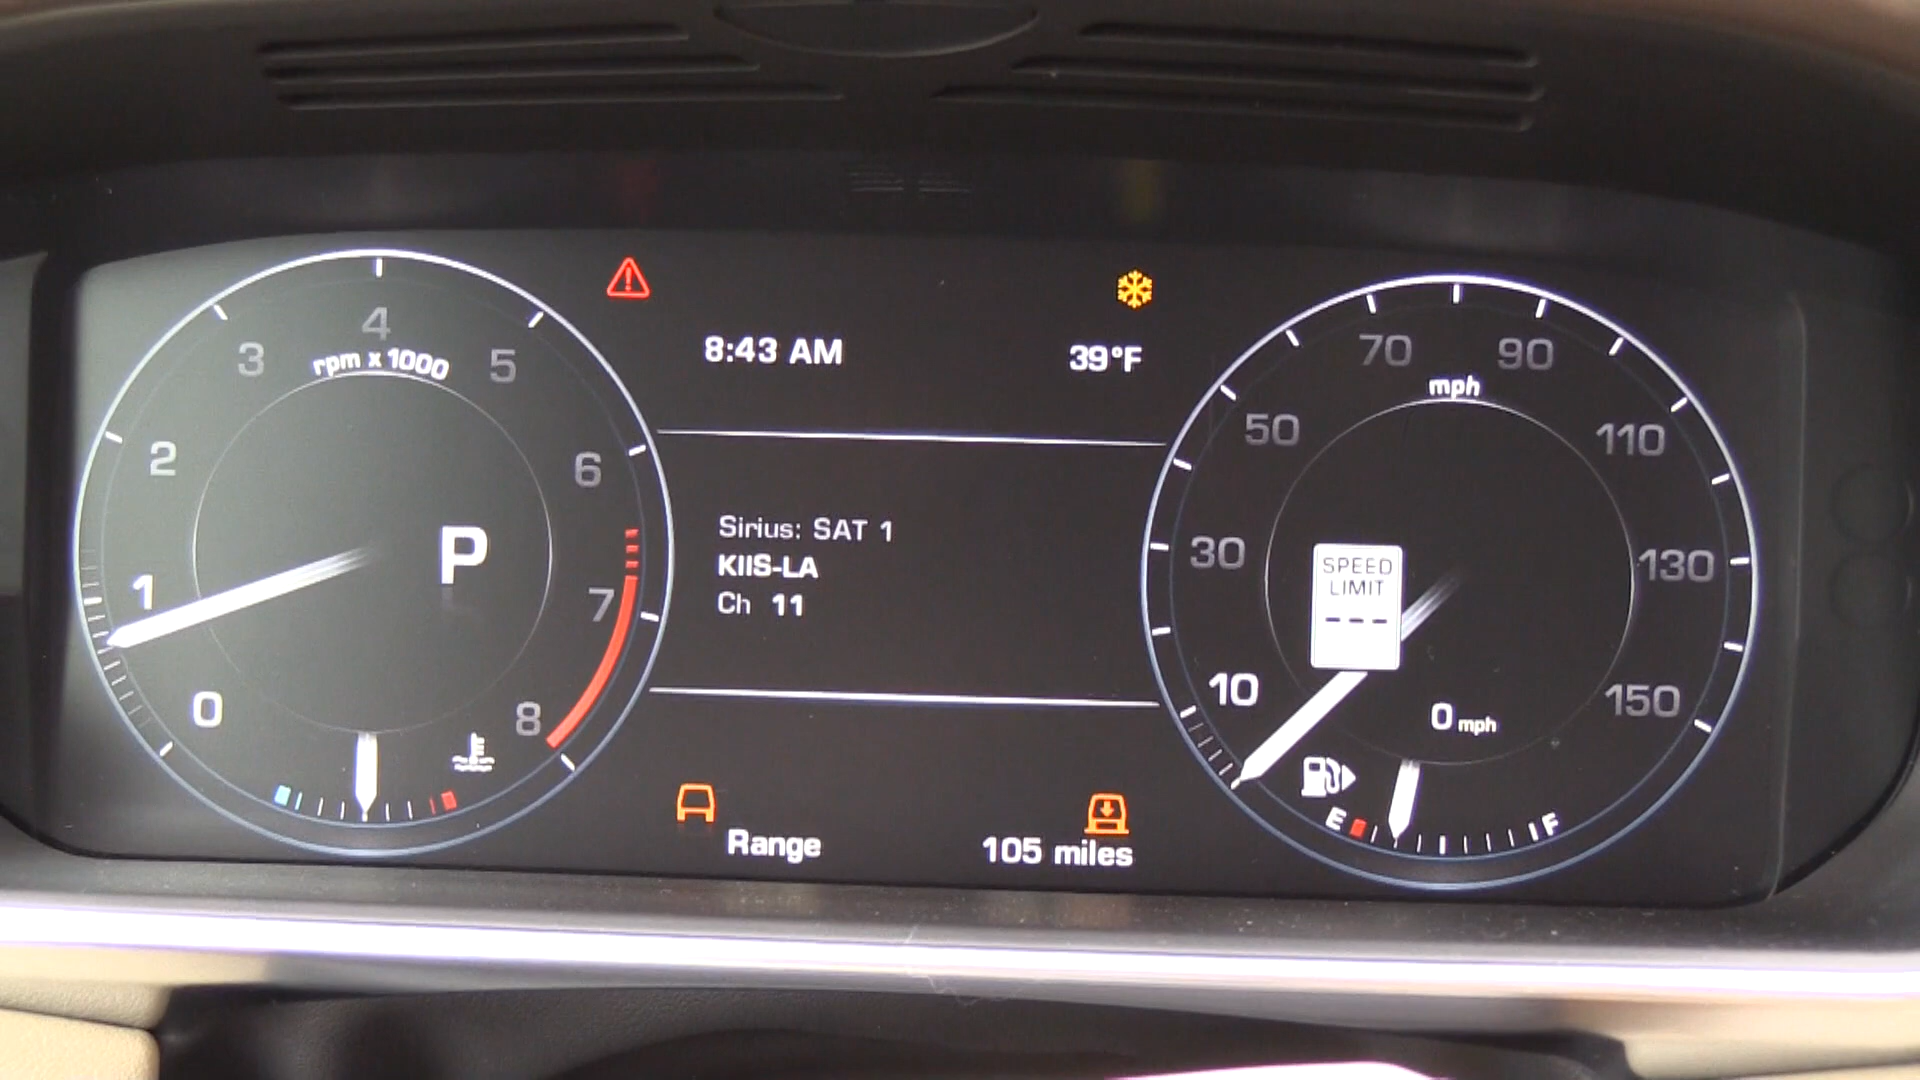 0
1
2
3
4
5
6
7
8
rpm x 1000
P
8:43 AM
39°F
Sirius: SAT 1
KIIS-LA
Ch 11
Range
105 miles
10
30
50
70
90
110
130
150
mph
SPEED
LIMIT
---
0 mph
E
F